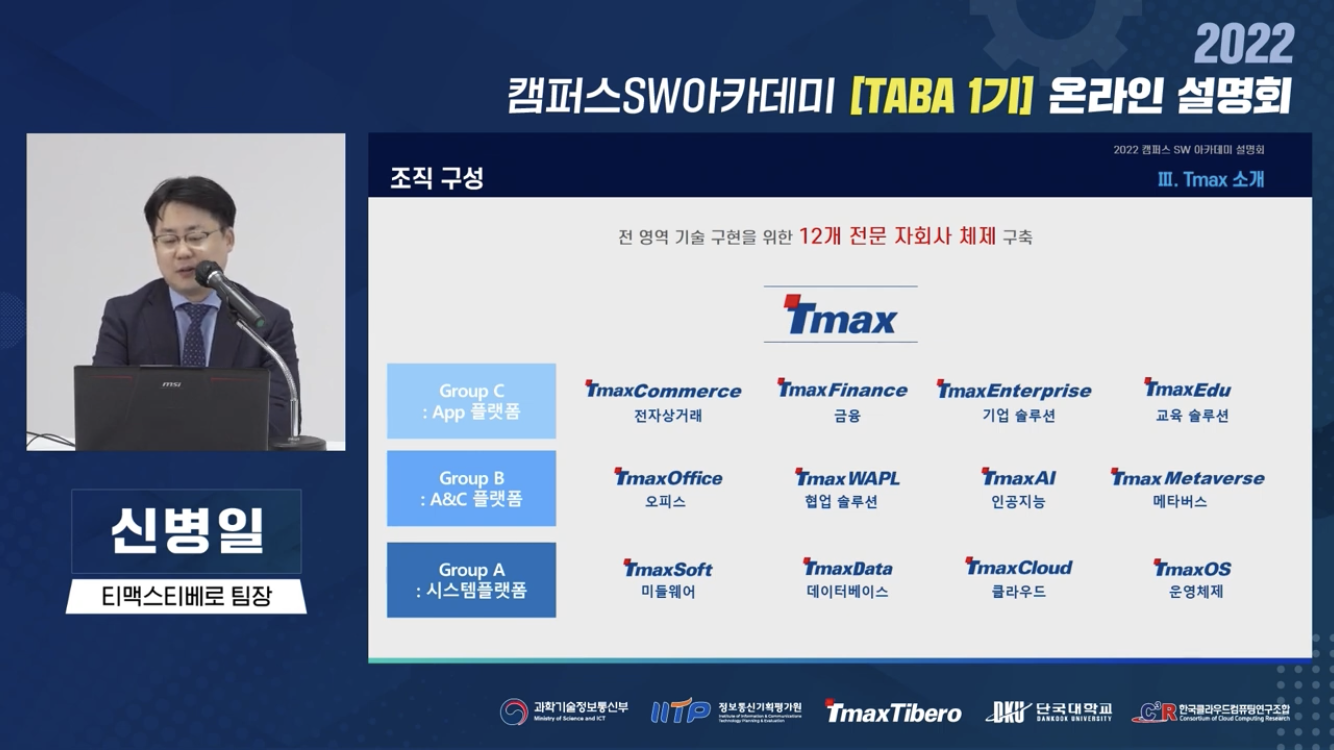 2022
캠퍼스SW아카데미 [TABA 1기] 온라인 설명회
2022 캠퍼스 SW 아카데미 설명회
조직 구성
Ⅲ. Tmax 소개
전 영역 기술 구현을 위한 12개 전문 자회사 체제 구축
Tmax
Group C
: App 플랫폼
TmaxCommerce
전자상거래
TmaxFinance
금융
TmaxEnterprise
기업 솔루션
TmaxEdu
교육 솔루션
Group B
: A&C 플랫폼
TmaxOffice
오피스
TmaxWAPL
협업 솔루션
TmaxAI
인공지능
TmaxMetaverse
메타버스
Group A
: 시스템플랫폼
TmaxSoft
미들웨어
TmaxData
데이터베이스
TmaxCloud
클라우드
TmaxOS
운영체제
msi
신병일
티맥스티베로 팀장
과학기술정보통신부
Ministry of Science and ICT
IITP
정보통신기획평가원
Institute of Information & Communications
Technology Planning & Evaluation
TmaxTibero
DKU
단국대학교
DANKOOK UNIVERSITY
C3R
한국클라우드컴퓨팅연구조합
Consortium of Cloud Computing Research